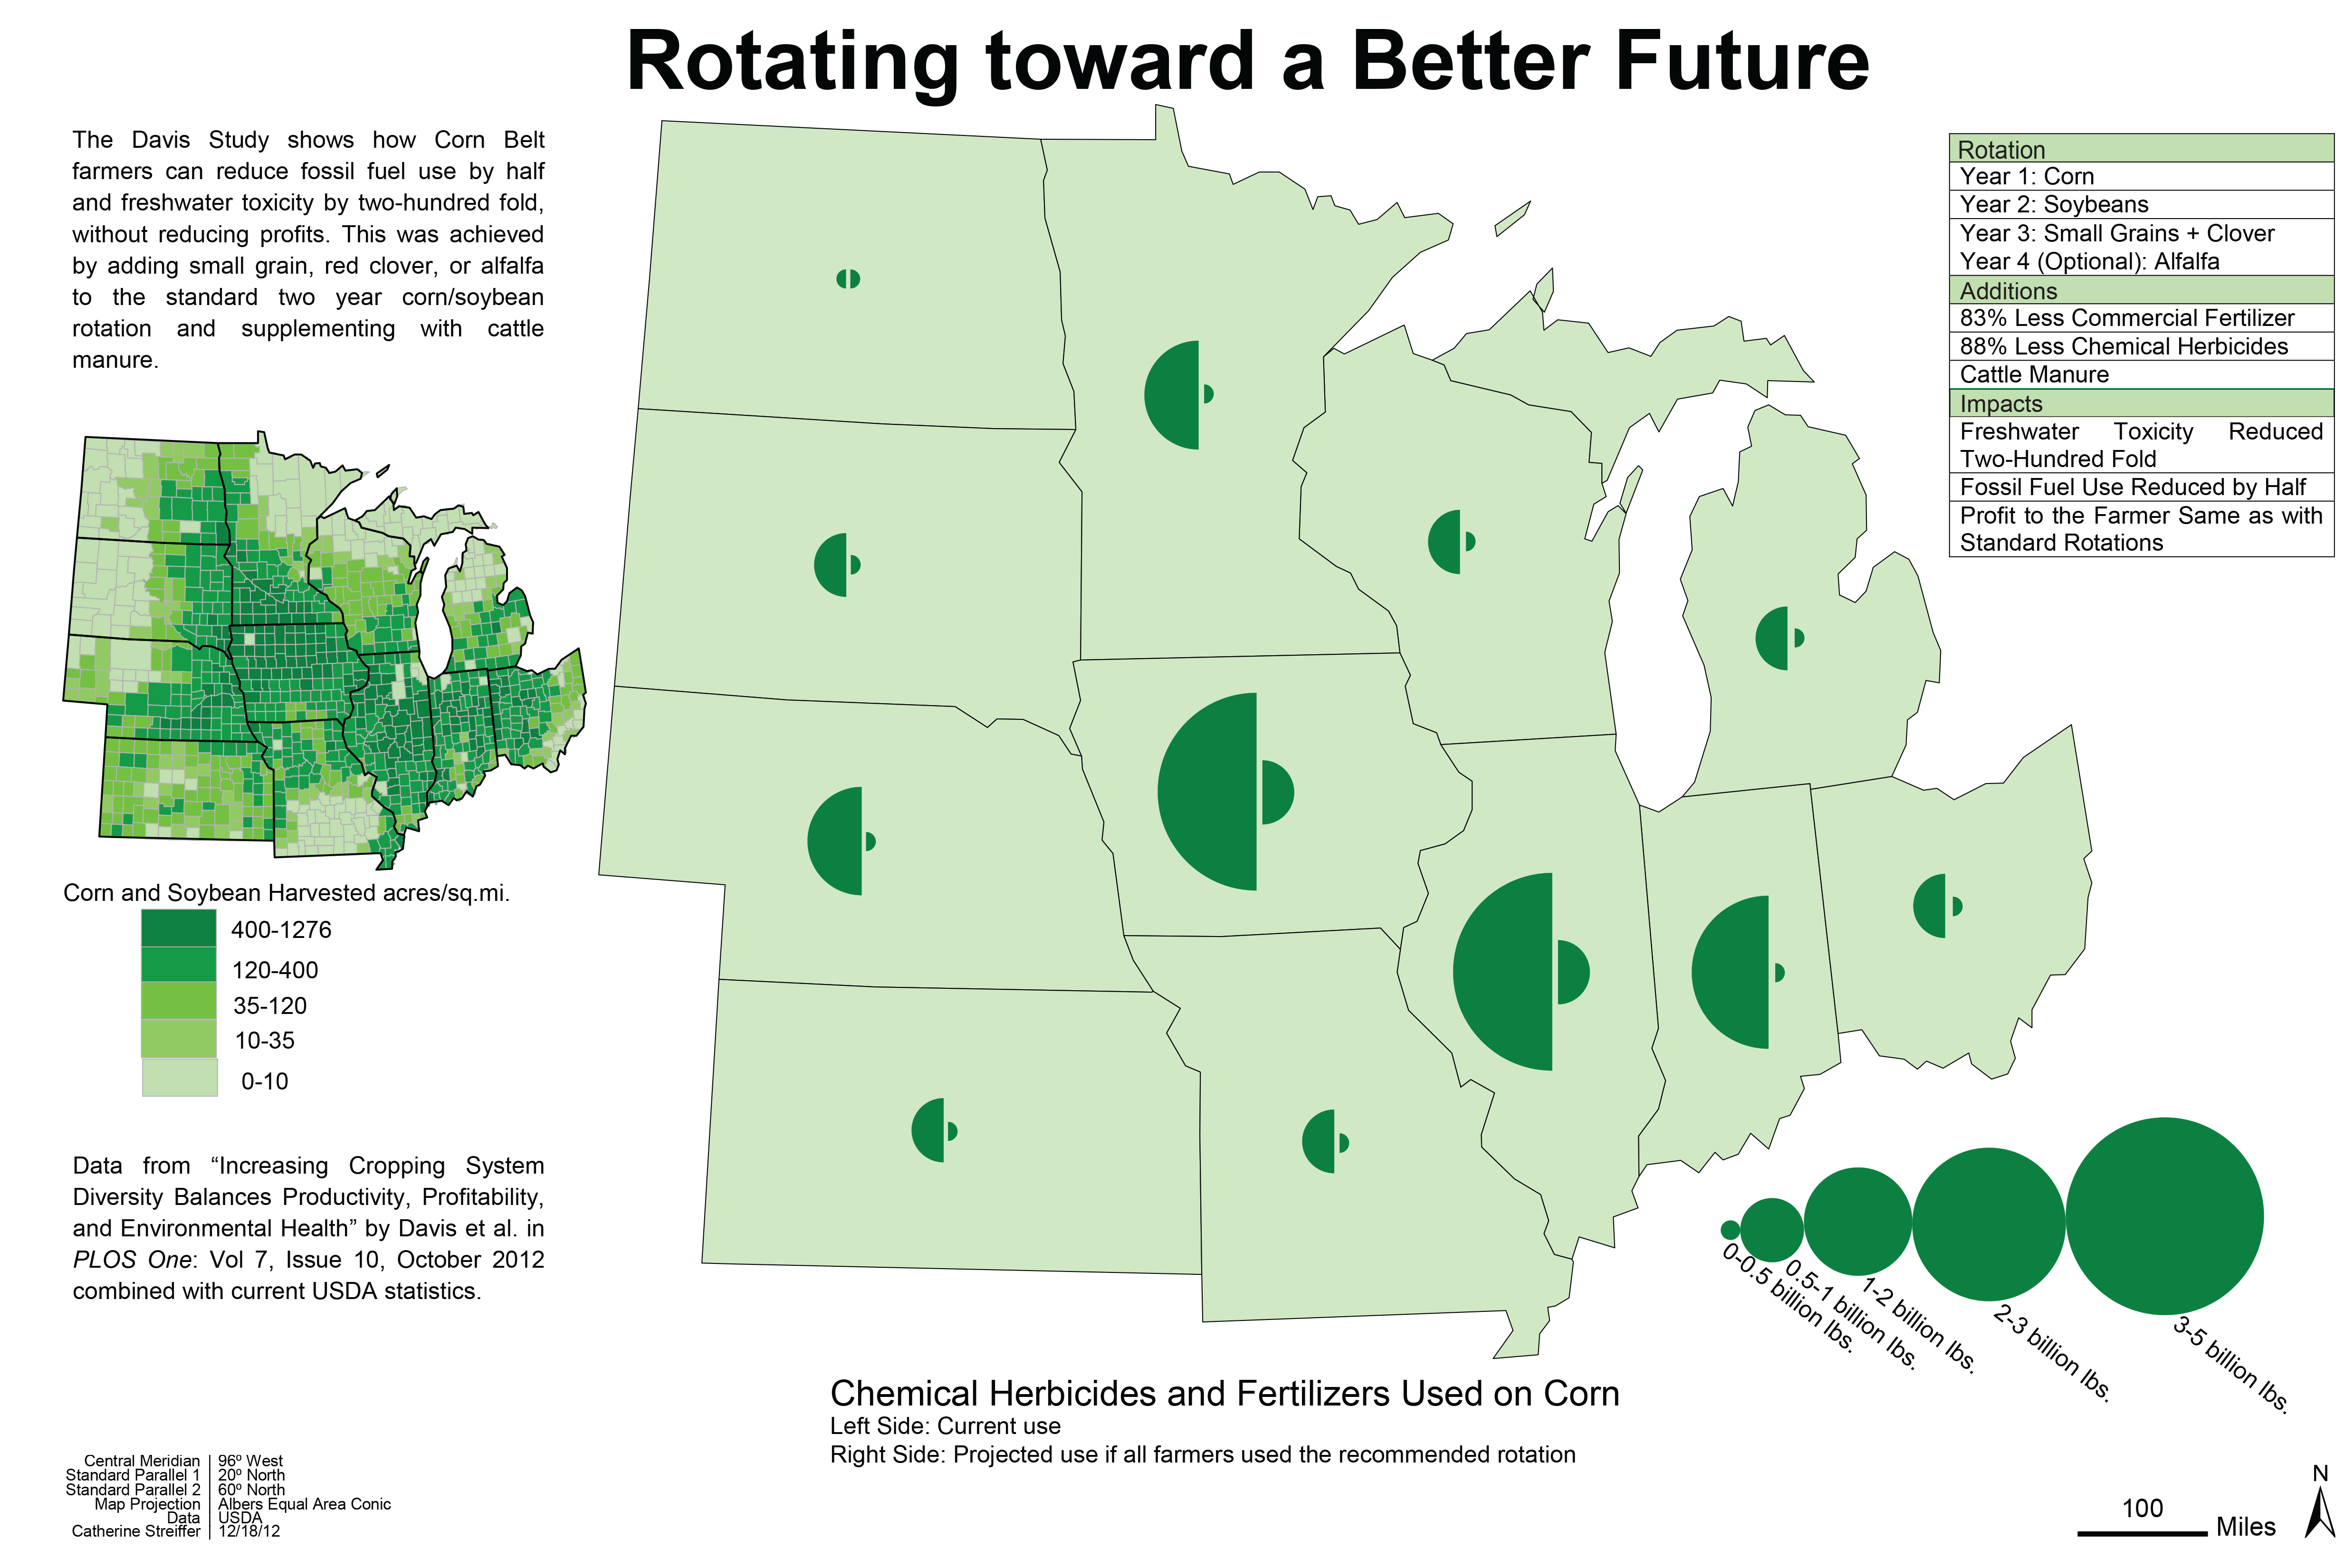 Rotating toward a Better Future
The Davis Study shows how Corn Belt
farmers can reduce fossil fuel use by half
and freshwater toxicity by two-hundred fold,
without reducing profits. This was achieved
by adding small grain, red clover, or alfalfa
to the standard two year corn/soybean
rotation and supplementing with cattle
manure.
Rotation
Year 1: Corn
Year 2: Soybeans
Year 3: Small Grains + Clover
Year 4 (Optional): Alfalfa
Additions
83% Less Commercial Fertilizer
88% Less Chemical Herbicides
Cattle Manure
Impacts
Freshwater Toxicity Reduced
Two-Hundred Fold
Fossil Fuel Use Reduced by Half
Profit to the Farmer Same as with
Standard Rotations
Corn and Soybean Harvested acres/sq.mi.
400-1276
120-400
35-120
10-35
0-10
Data from “Increasing Cropping System
Diversity Balances Productivity, Profitability,
and Environmental Health” by Davis et al. in
PLOS One: Vol 7, Issue 10, October 2012
combined with current USDA statistics.
0-0.5 billion lbs.
0.5-1 billion lbs.
1-2 billion lbs.
2-3 billion lbs.
3-5 billion lbs.
Chemical Herbicides and Fertilizers Used on Corn
Left Side: Current use
Right Side: Projected use if all farmers used the recommended rotation
Central Meridian 96º West
Standard Parallel 1 20º North
Standard Parallel 2 60º North
Map Projection Albers Equal Area Conic
Data USDA
Catherine Streiffer 12/18/12
N
100
Miles